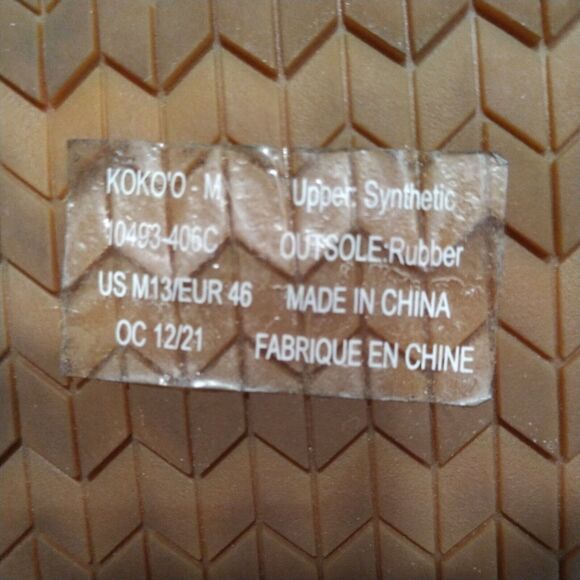 KOKO'O - M
10493-406C
US M13/EUR 46
OC 12/21
Upper: Synthetic
OUTSOLE:Rubber
MADE IN CHINA
FABRIQUE EN CHINE